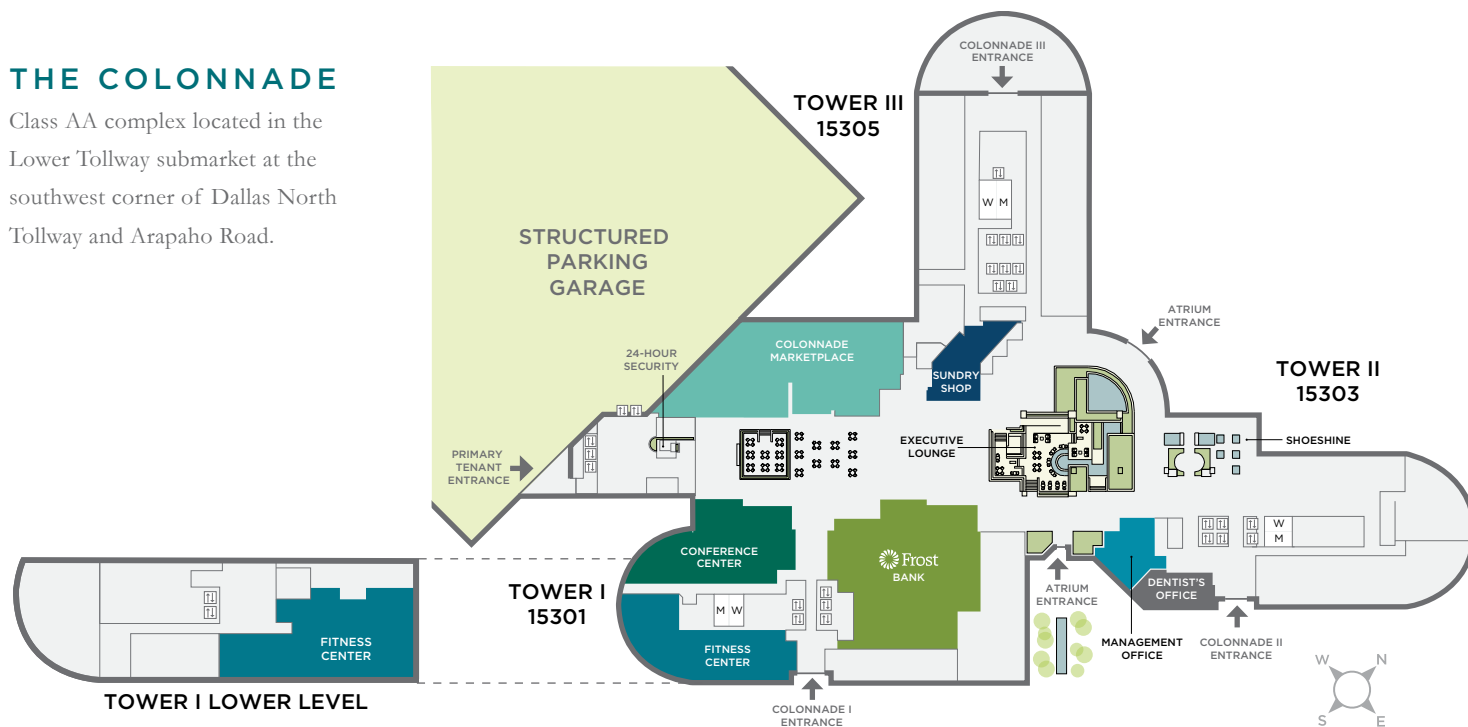 THE COLONNADE
Class AA complex located in the
Lower Tollway submarket at the
southwest corner of Dallas North
Tollway and Arapaho Road.
COLONNADE III
ENTRANCE
TOWER III
15305
W M
STRUCTURED
PARKING
GARAGE
ATRIUM
ENTRANCE
24-HOUR
SECURITY
COLONNADE
MARKETPLACE
SUNDRY
SHOP
TOWER II
15303
EXECUTIVE
LOUNGE
SHOESHINE
PRIMARY
TENANT
ENTRANCE
W
M
CONFERENCE
CENTER
Frost
BANK
TOWER I
15301
M W
ATRIUM
ENTRANCE
DENTIST'S
OFFICE
FITNESS
CENTER
FITNESS
CENTER
MANAGEMENT
OFFICE
COLONNADE II
ENTRANCE
TOWER I LOWER LEVEL
COLONNADE I
ENTRANCE
W N
S E